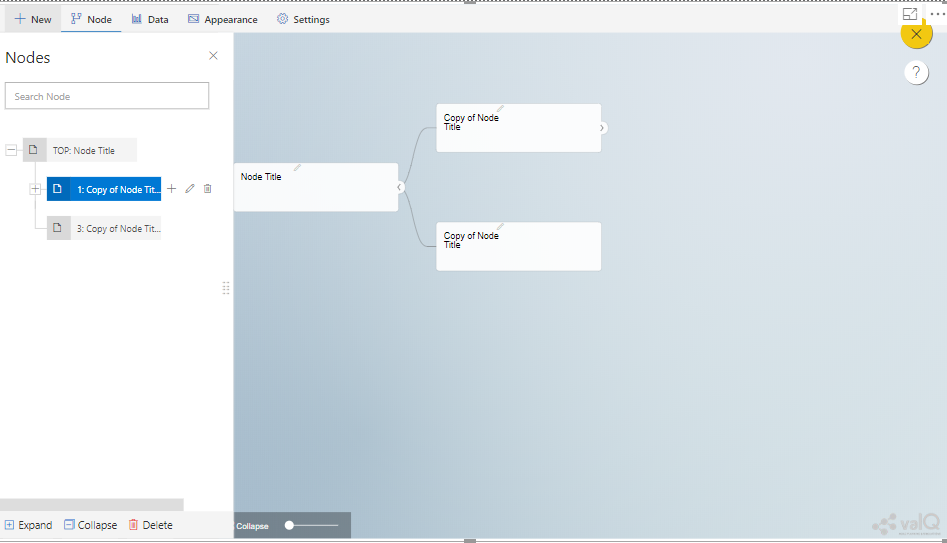 New
Node
Data
Appearance
Settings
Nodes
Search Node
TOP: Node Title
1: Copy of Node Tit...
3: Copy of Node Tit...
Expand
Collapse
Delete
?
Node Title
Copy of Node
Title
Copy of Node
Title
Collapse
valQ